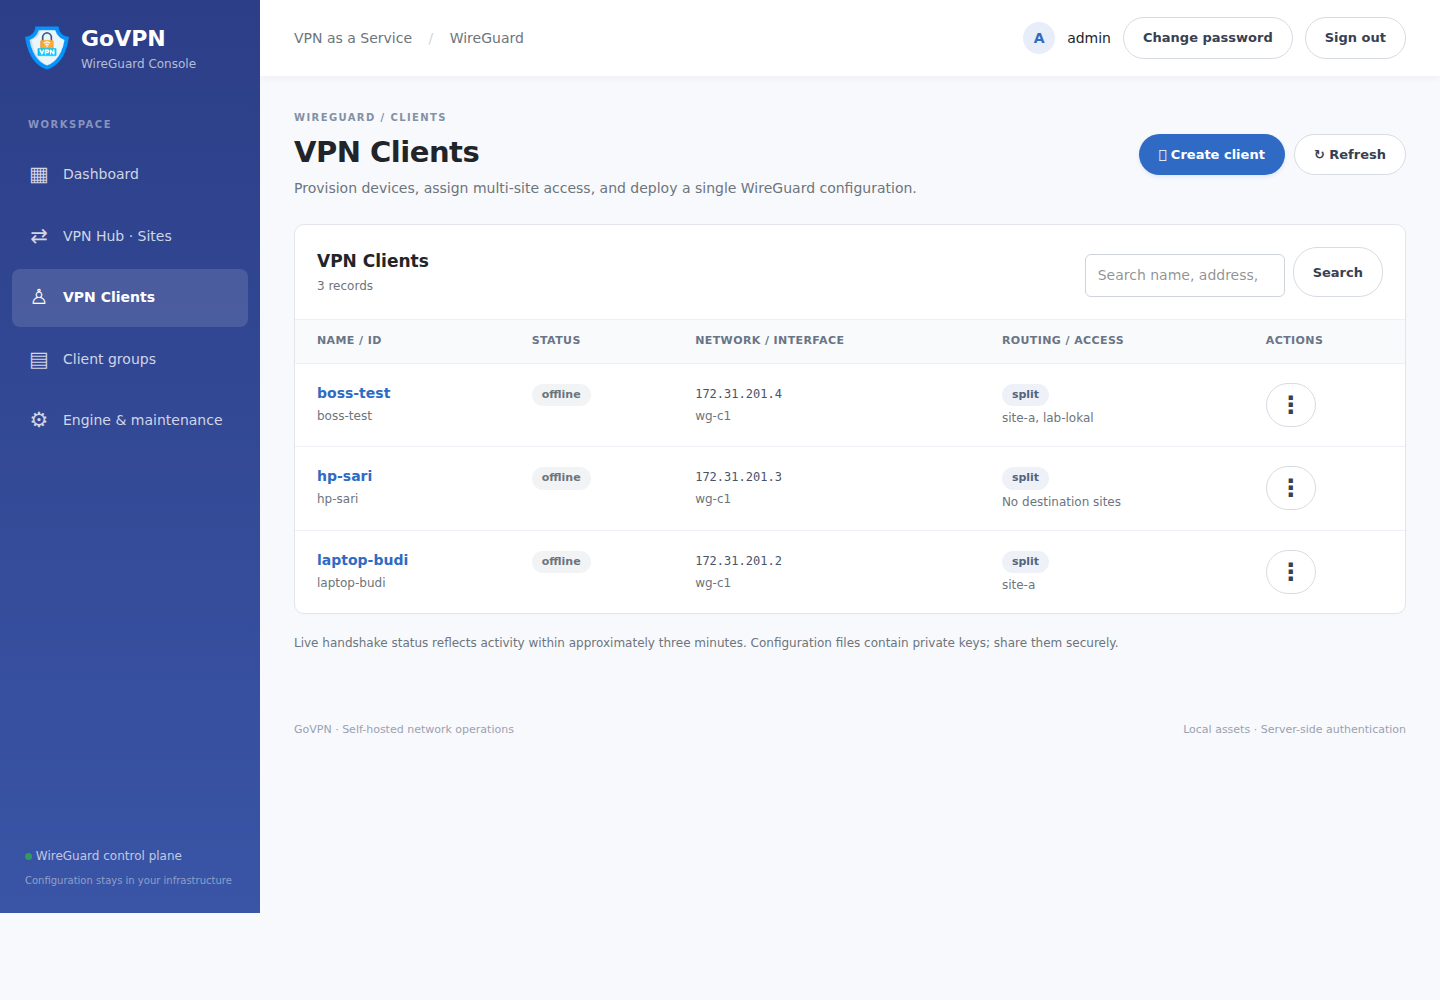 GoVPN
WireGuard Console
VPN
WORKSPACE
Dashboard
VPN Hub · Sites
VPN Clients
Client groups
Engine & maintenance
WireGuard control plane
Configuration stays in your infrastructure
VPN as a Service / WireGuard
A admin Change password Sign out
WIREGUARD / CLIENTS
VPN Clients
Provision devices, assign multi-site access, and deploy a single WireGuard configuration.
Create client ↻ Refresh
VPN Clients
3 records
Search name, address, Search
NAME / ID STATUS NETWORK / INTERFACE ROUTING / ACCESS ACTIONS
boss-test offline 172.31.201.4 split
boss-test wg-c1 site-a, lab-lokal
hp-sari offline 172.31.201.3 split
hp-sari wg-c1 No destination sites
laptop-budi offline 172.31.201.2 split
laptop-budi wg-c1 site-a
Live handshake status reflects activity within approximately three minutes. Configuration files contain private keys; share them securely.
GoVPN · Self-hosted network operations Local assets · Server-side authentication